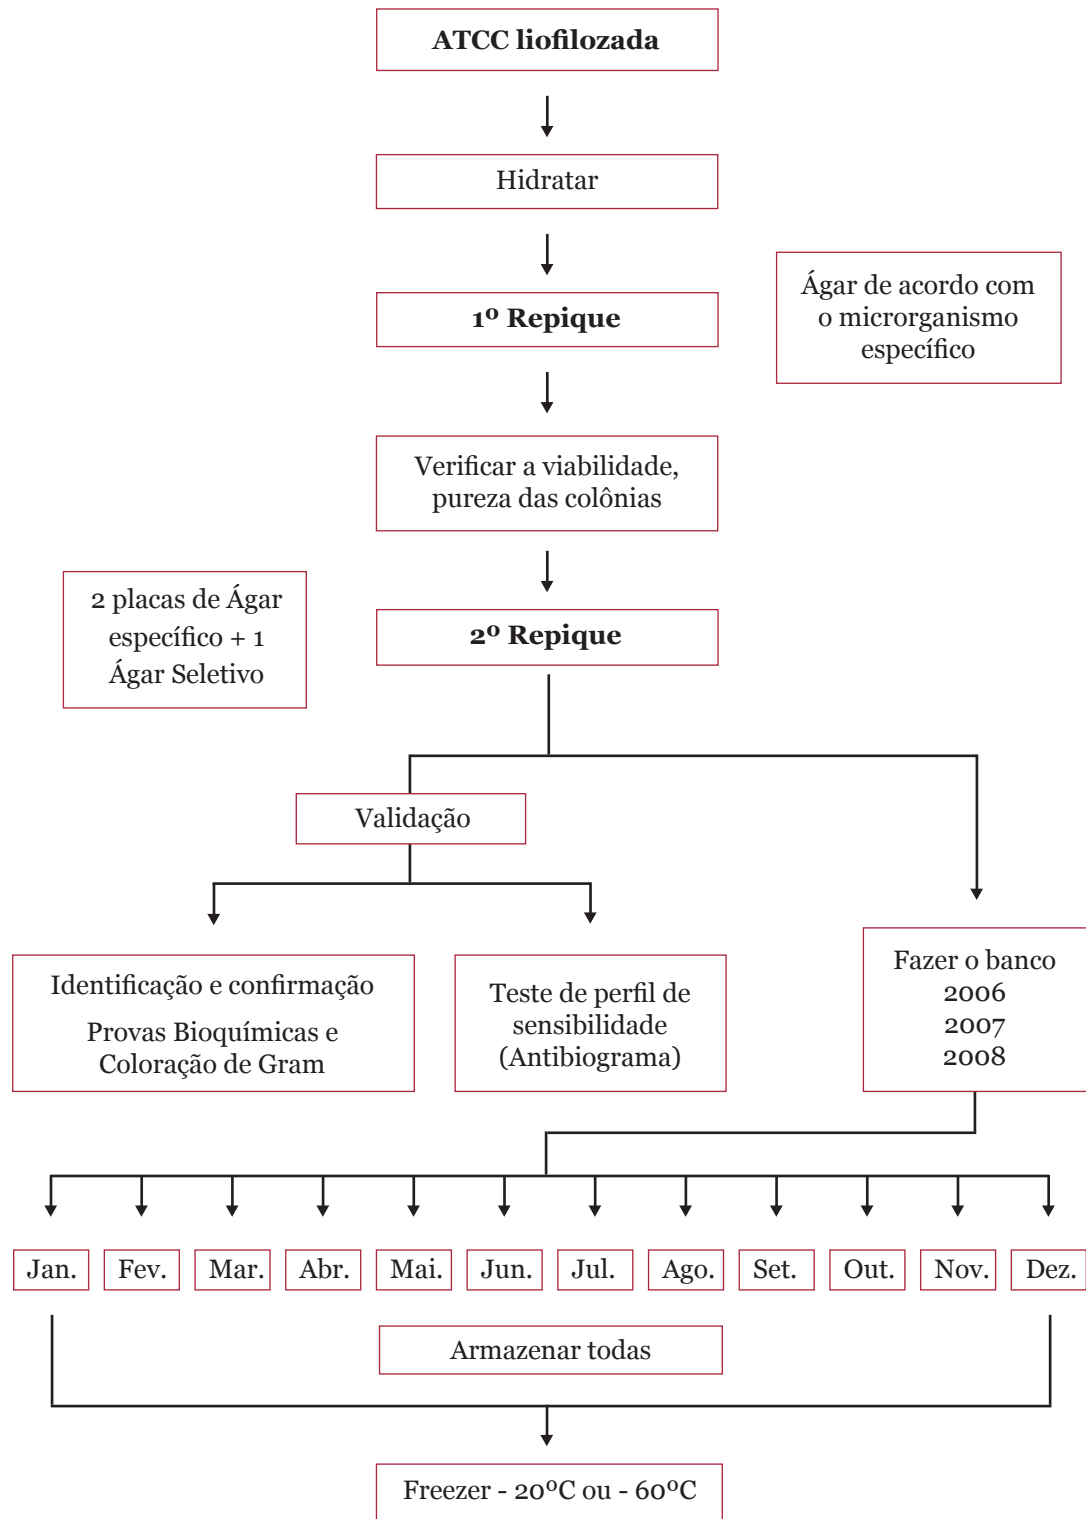 ATCC liofilozada
Hidratar
1º Repique
Ágar de acordo com
o microrganismo
específico
Verificar a viabilidade,
pureza das colônias
2 placas de Ágar
específico + 1
Ágar Seletivo
2º Repique
Validação
Identificação e confirmação
Provas Bioquímicas e
Coloração de Gram
Teste de perfil de
sensibilidade
(Antibiograma)
Fazer o banco
2006
2007
2008
Jan. Fev. Mar. Abr. Mai. Jun. Jul. Ago. Set. Out. Nov. Dez.
Armazenar todas
Freezer - 20ºC ou - 60ºC